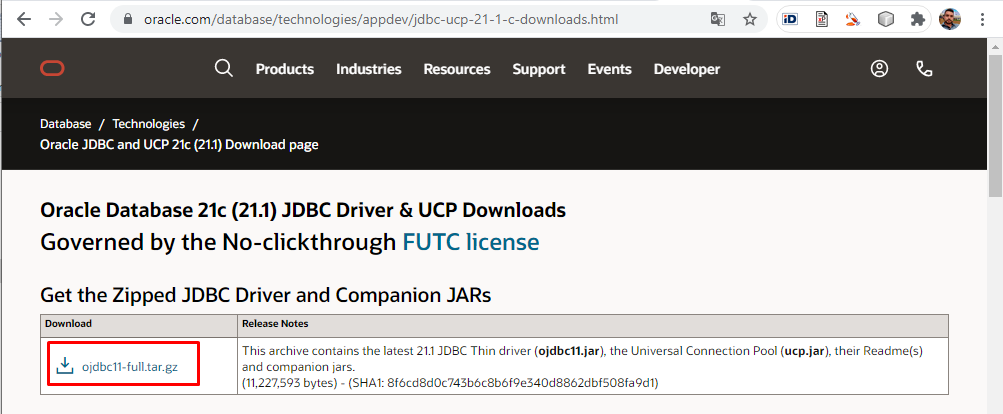 oracle.com/database/technologies/appdev/jdbc-ucp-21-1-c-downloads.html
iD
Products Industries Resources Support Events Developer
Database / Technologies /
Oracle JDBC and UCP 21c (21.1) Download page
Oracle Database 21c (21.1) JDBC Driver & UCP Downloads
Governed by the No-clickthrough FUTC license
Get the Zipped JDBC Driver and Companion JARs
Download Release Notes
ojdbc11-full.tar.gz
This archive contains the latest 21.1 JDBC Thin driver (ojdbc11.jar), the Universal Connection Pool (ucp.jar), their Readme(s)
and companion jars.
(11,227,593 bytes) - (SHA1: 8f6cd8d0c743b6c8b6f9e340d8862dbf508fa9d1)